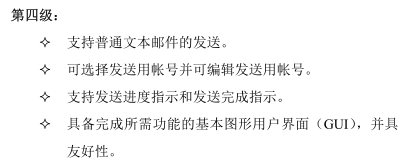 第四级：
✧ 支持普通文本邮件的发送。
✧ 可选择发送用帐号并可编辑发送用帐号。
✧ 支持发送进度指示和发送完成指示。
✧ 具备完成所需功能的基本图形用户界面（GUI），并具
友好性。